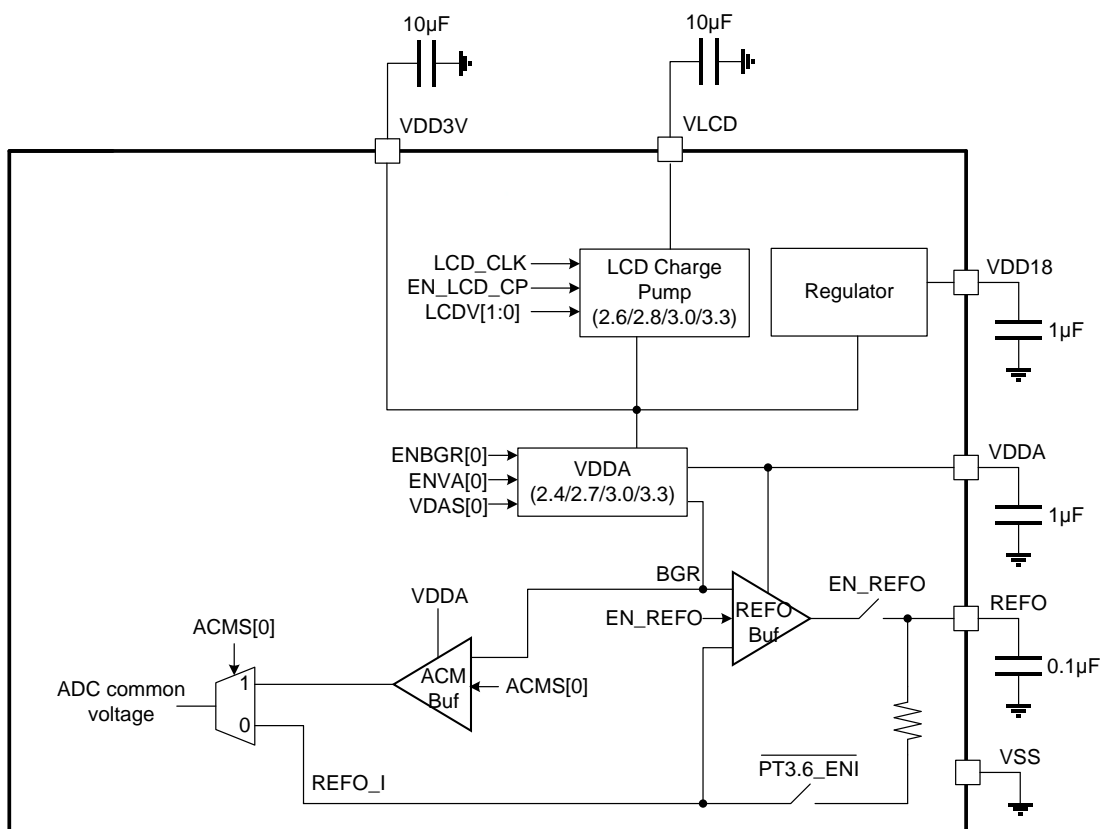 10µF
10µF
VDD3V
VLCD
LCD_CLK
EN_LCD_CP
LCDV[1:0]
LCD Charge
Pump
(2.6/2.8/3.0/3.3)
Regulator
VDD18
1µF
ENBGR[0]
ENVA[0]
VDAS[0]
VDDA
(2.4/2.7/3.0/3.3)
VDDA
1µF
BGR
EN_REFO
REFO
Buf
EN_REFO
REFO
0.1µF
VDDA
ACMS[0]
ACM
Buf
ACMS[0]
ADC common
voltage
1
0
REFO_I
PT3.6_ENI
VSS